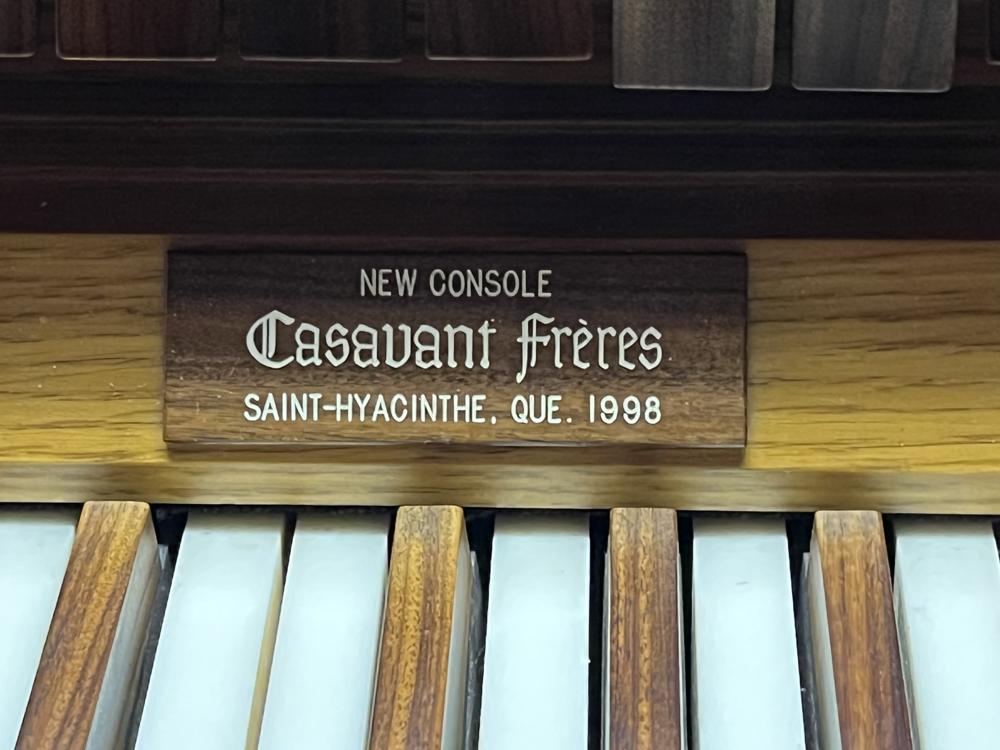 NEW CONSOLE
Casavant Frères
SAINT-HYACINTHE, QUE. 1998